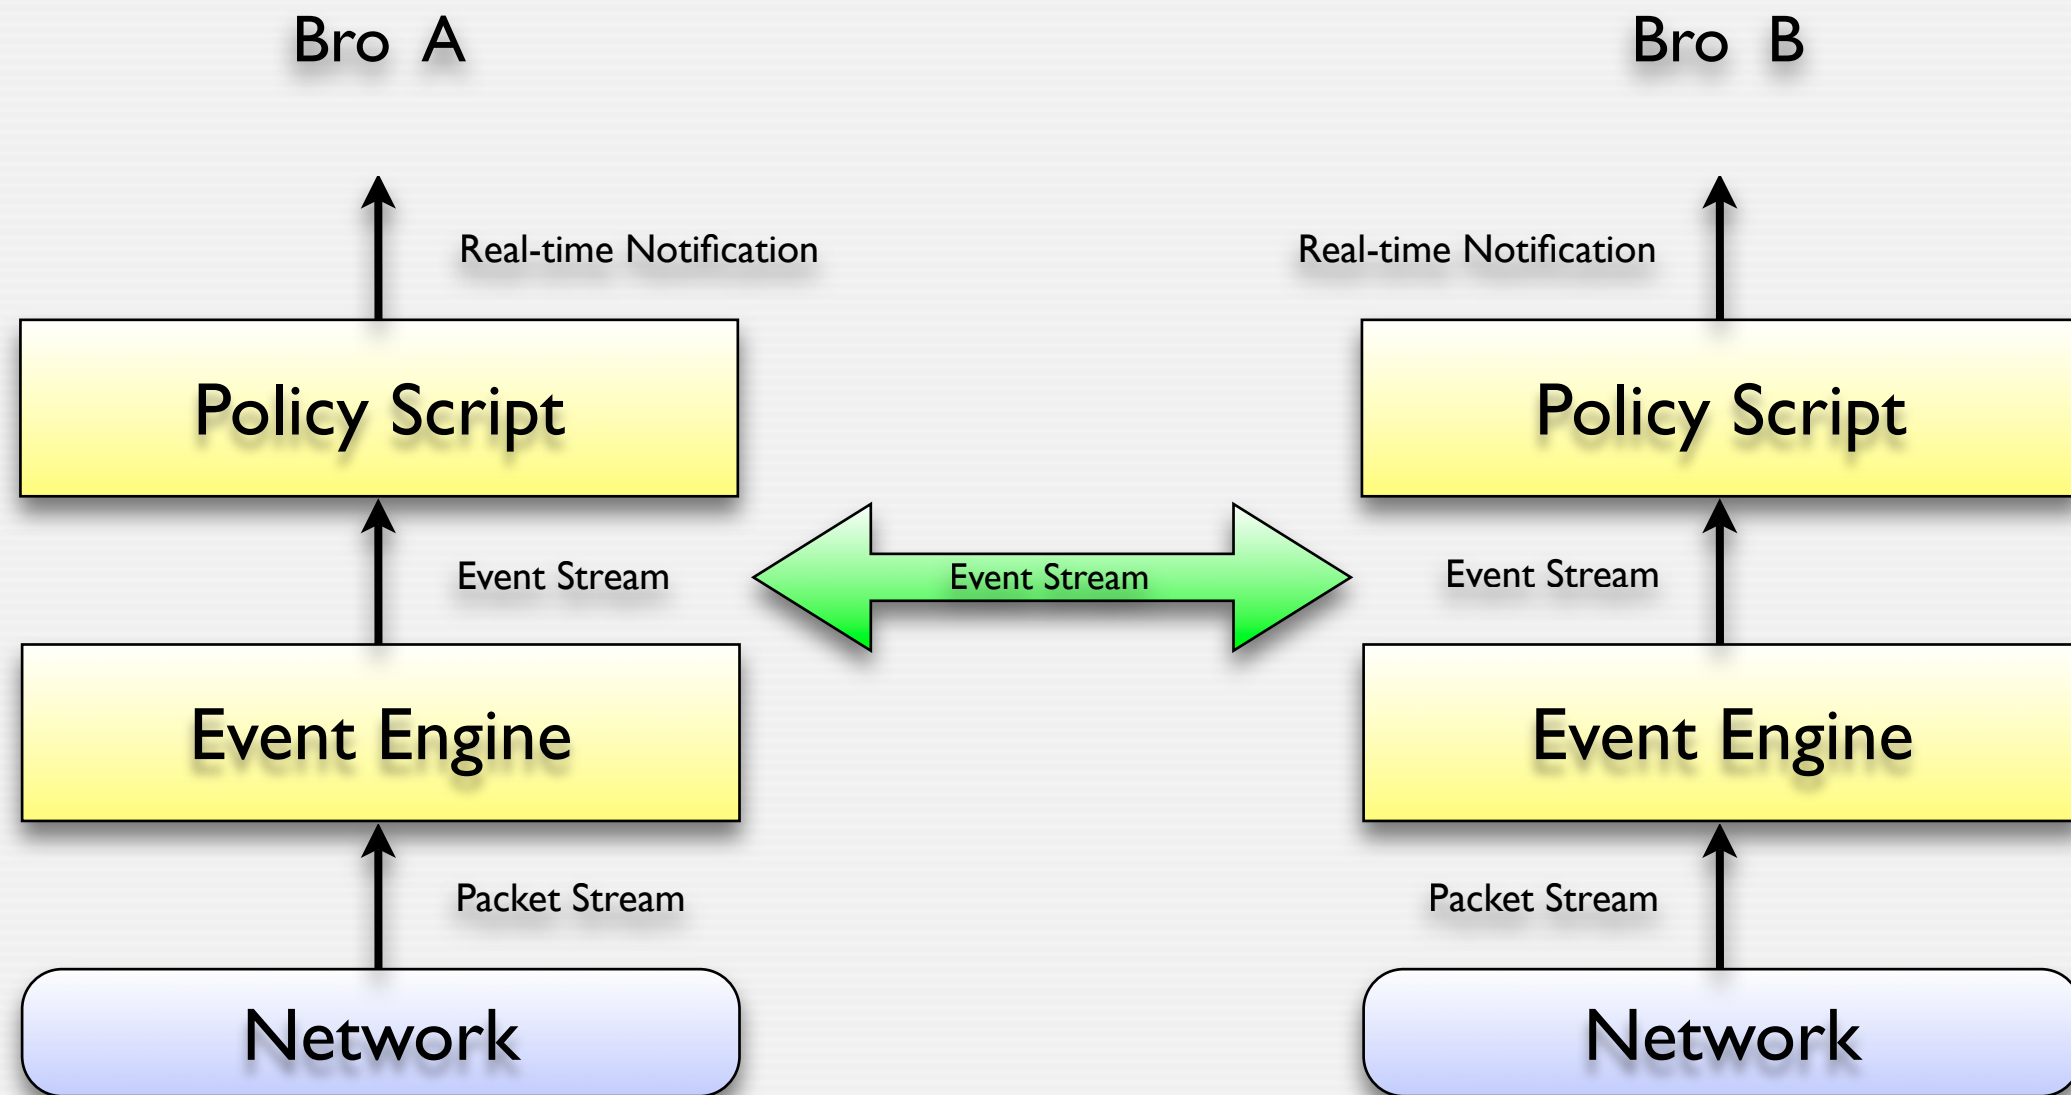 Bro A
Bro B
Real-time Notification
Real-time Notification
Policy Script
Policy Script
Event Stream
Event Stream
Event Stream
Event Engine
Event Engine
Packet Stream
Packet Stream
Network
Network